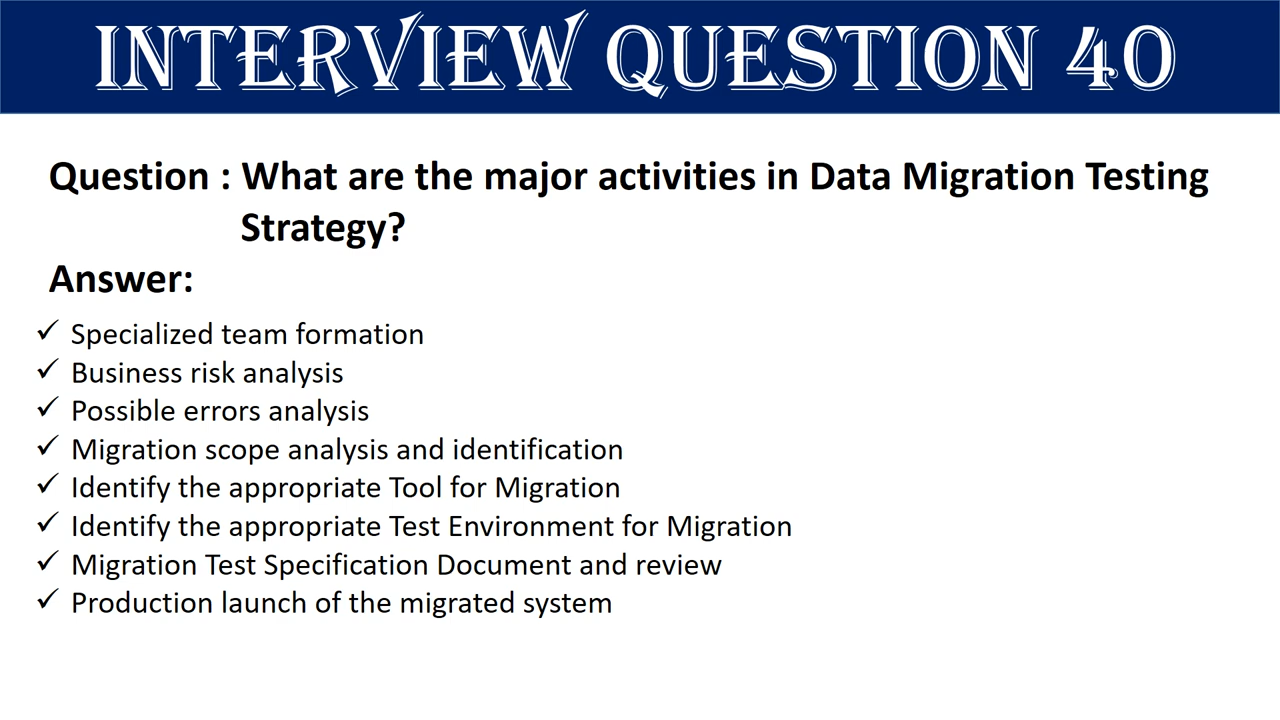 INTERVIEW QUESTION 40
Question : What are the major activities in Data Migration Testing
Strategy?
Answer:
✓ Specialized team formation
✓ Business risk analysis
✓ Possible errors analysis
✓ Migration scope analysis and identification
✓ Identify the appropriate Tool for Migration
✓ Identify the appropriate Test Environment for Migration
✓ Migration Test Specification Document and review
✓ Production launch of the migrated system